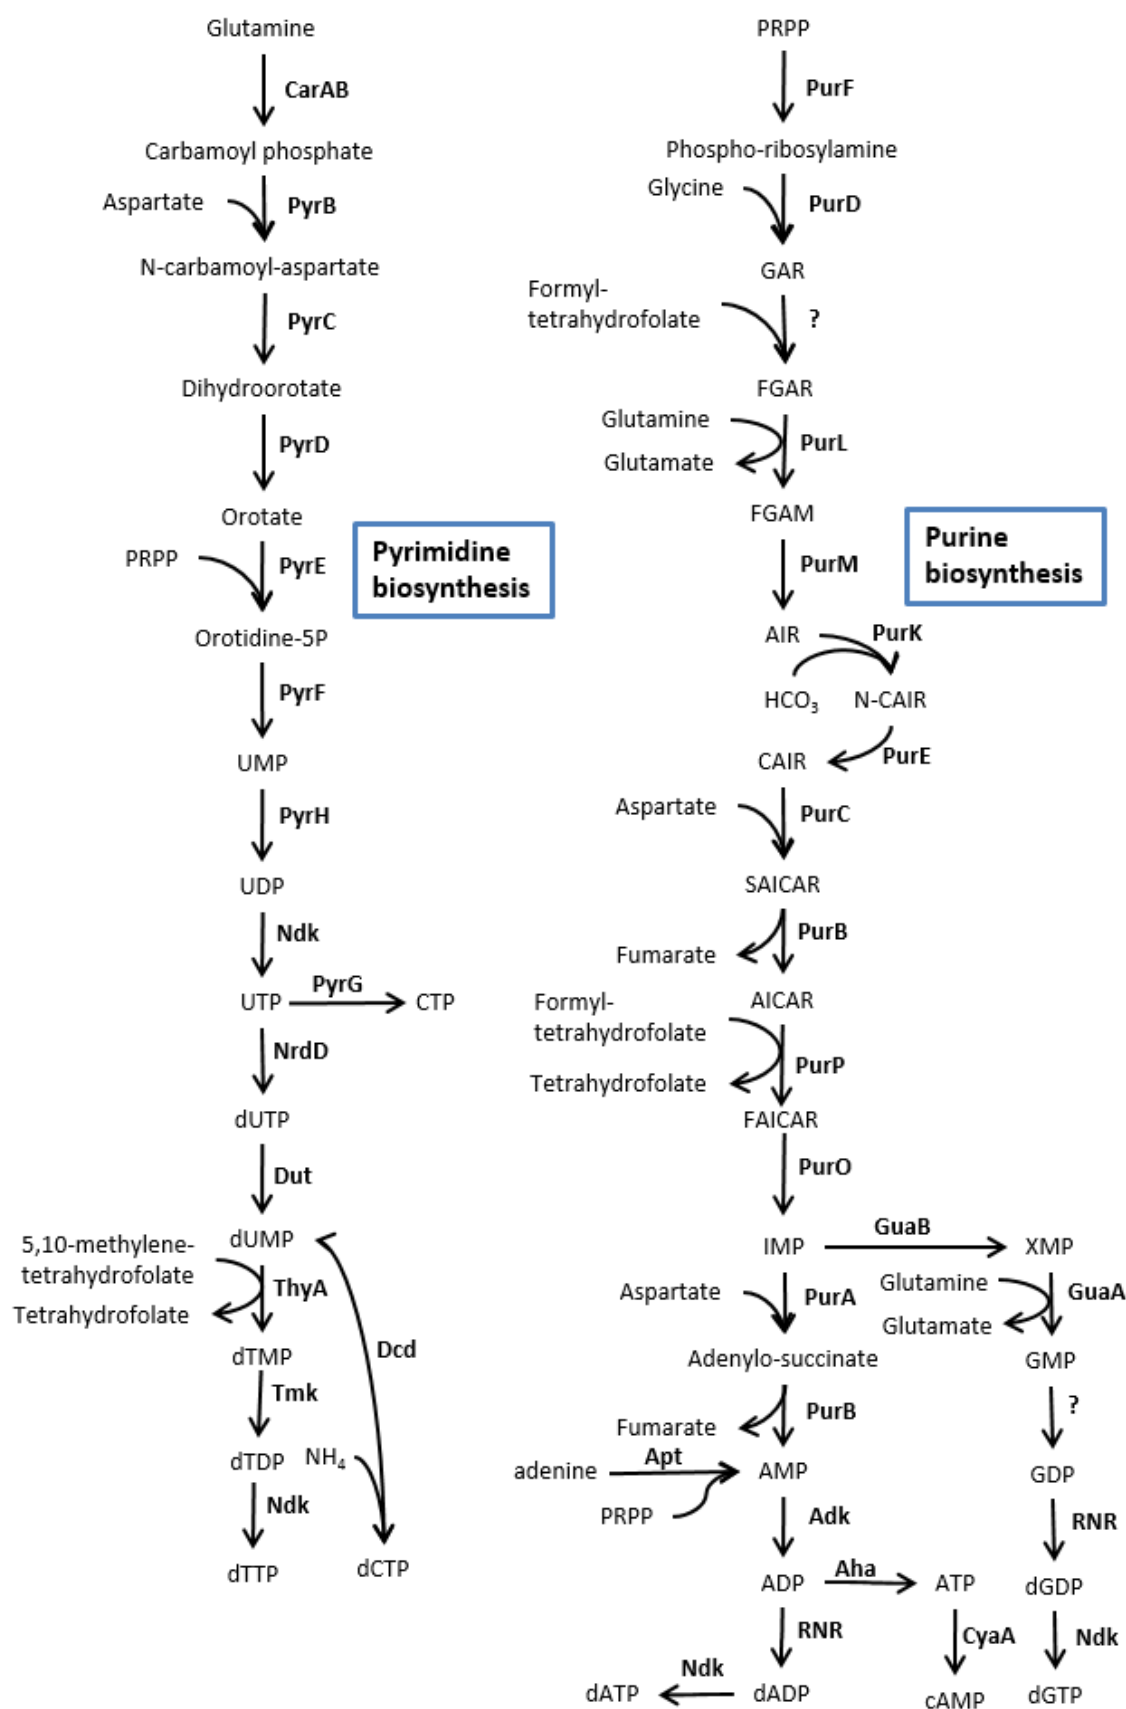 Glutamine
CarAB
Carbamoyl phosphate
Aspartate
PyrB
N-carbamoyl-aspartate
PyrC
Dihydroorotate
PyrD
Orotate
PRPP
PyrE
Orotidine-5P
PyrF
UMP
PyrH
UDP
Ndk
UTP
PyrG
CTP
NrdD
dUTP
Dut
dUMP
5,10-methylene-
tetrahydrofolate
ThyA
Tetrahydrofolate
dTMP
Dcd
Tmk
dTDP
NH4
Ndk
dTTP
dCTP
Pyrimidine
biosynthesis
PRPP
PurF
Phospho-ribosylamine
Glycine
PurD
GAR
Formyl-
tetrahydrofolate
?
FGAR
Glutamine
PurL
Glutamate
FGAM
PurM
Purine
biosynthesis
AIR
PurK
HCO3
N-CAIR
PurE
CAIR
Aspartate
PurC
SAICAR
PurB
Fumarate
AICAR
Formyl-
tetrahydrofolate
PurP
Tetrahydrofolate
FAICAR
PurO
IMP
GuaB
XMP
Aspartate
PurA
Glutamine
GuaA
Glutamate
Adenylo-succinate
GMP
PurB
?
Fumarate
adenine
Apt
AMP
GDP
PRPP
Adk
RNR
ADP
Aha
ATP
dGDP
RNR
CyaA
Ndk
dATP
Ndk
dADP
cAMP
dGTP